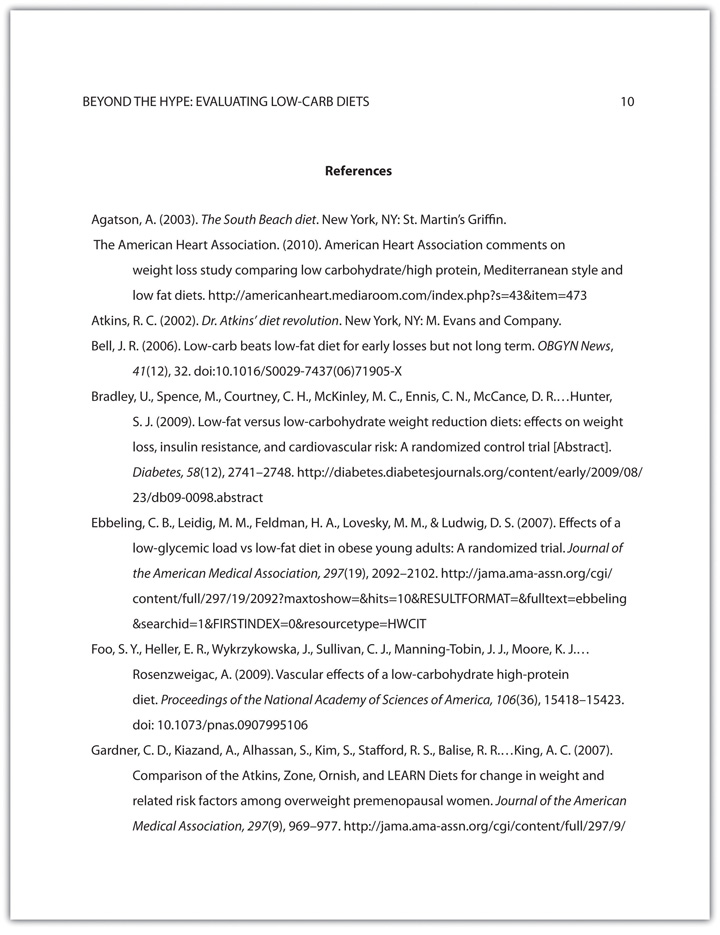 BEYOND THE HYPE: EVALUATING LOW-CARB DIETS 10
References
Agatson, A. (2003). The South Beach diet. New York, NY: St. Martin’s Griffin.
The American Heart Association. (2010). American Heart Association comments on
weight loss study comparing low carbohydrate/high protein, Mediterranean style and
low fat diets. http://americanheart.mediaroom.com/index.php?s=43&item=473
Atkins, R. C. (2002). Dr. Atkins’ diet revolution. New York, NY: M. Evans and Company.
Bell, J. R. (2006). Low-carb beats low-fat diet for early losses but not long term. OBGYN News,
41(12), 32. doi:10.1016/S0029-7437(06)71905-X
Bradley, U., Spence, M., Courtney, C. H., McKinley, M. C., Ennis, C. N., McCance, D. R.…Hunter,
S. J. (2009). Low-fat versus low-carbohydrate weight reduction diets: effects on weight
loss, insulin resistance, and cardiovascular risk: A randomized control trial [Abstract].
Diabetes, 58(12), 2741–2748. http://diabetes.diabetesjournals.org/content/early/2009/08/
23/db09-0098.abstract
Ebbeling, C. B., Leidig, M. M., Feldman, H. A., Lovesky, M. M., & Ludwig, D. S. (2007). Effects of a
low-glycemic load vs low-fat diet in obese young adults: A randomized trial. Journal of
the American Medical Association, 297(19), 2092–2102. http://jama.ama-assn.org/cgi/
content/full/297/19/2092?maxtoshow=&hits=10&RESULTFORMAT=&fulltext=ebbeling
&searchid=1&FIRSTINDEX=0&resourcetype=HWCIT
Foo, S. Y., Heller, E. R., Wykrzykowska, J., Sullivan, C. J., Manning-Tobin, J. J., Moore, K. J.…
Rosenzweigac, A. (2009). Vascular effects of a low-carbohydrate high-protein
diet. Proceedings of the National Academy of Sciences of America, 106(36), 15418–15423.
doi: 10.1073/pnas.0907995106
Gardner, C. D., Kiazand, A., Alhassan, S., Kim, S., Stafford, R. S., Balise, R. R.…King, A. C. (2007).
Comparison of the Atkins, Zone, Ornish, and LEARN Diets for change in weight and
related risk factors among overweight premenopausal women. Journal of the American
Medical Association, 297(9), 969–977. http://jama.ama-assn.org/cgi/content/full/297/9/